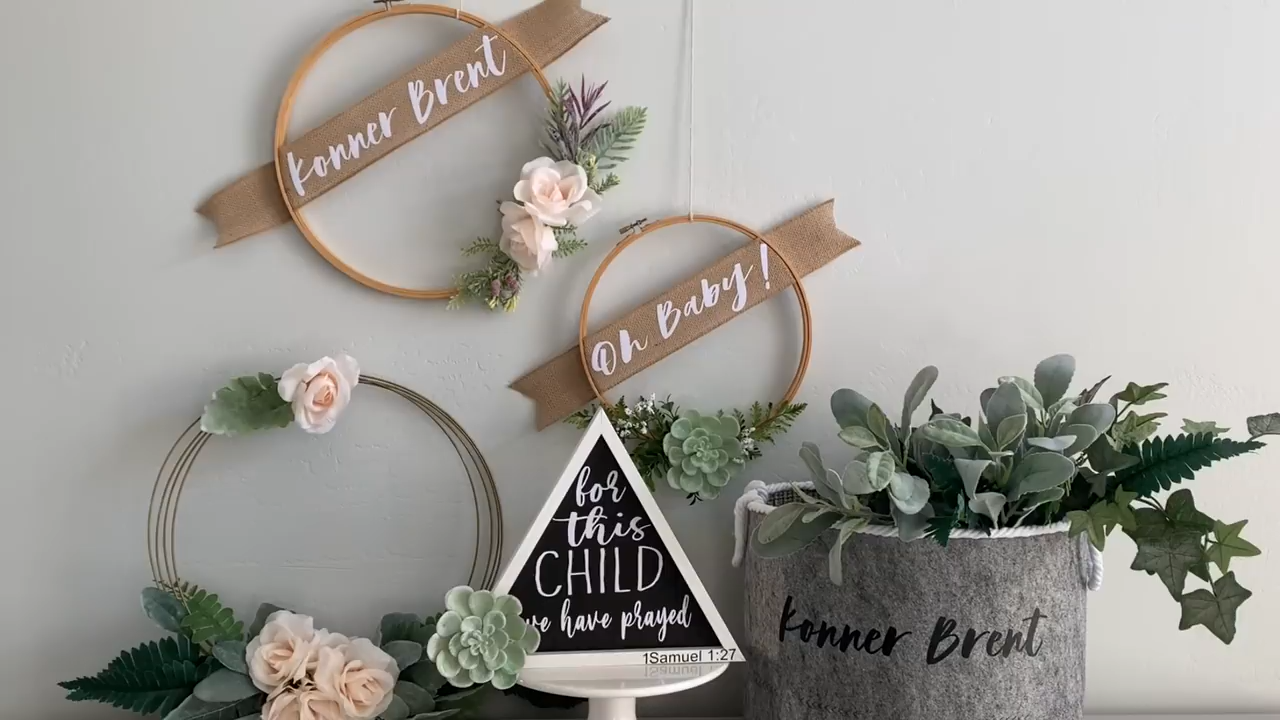 Konner Brent
Oh Baby!
for
this
CHILD
we have prayed
1Samuel 1:27
Konner Brent